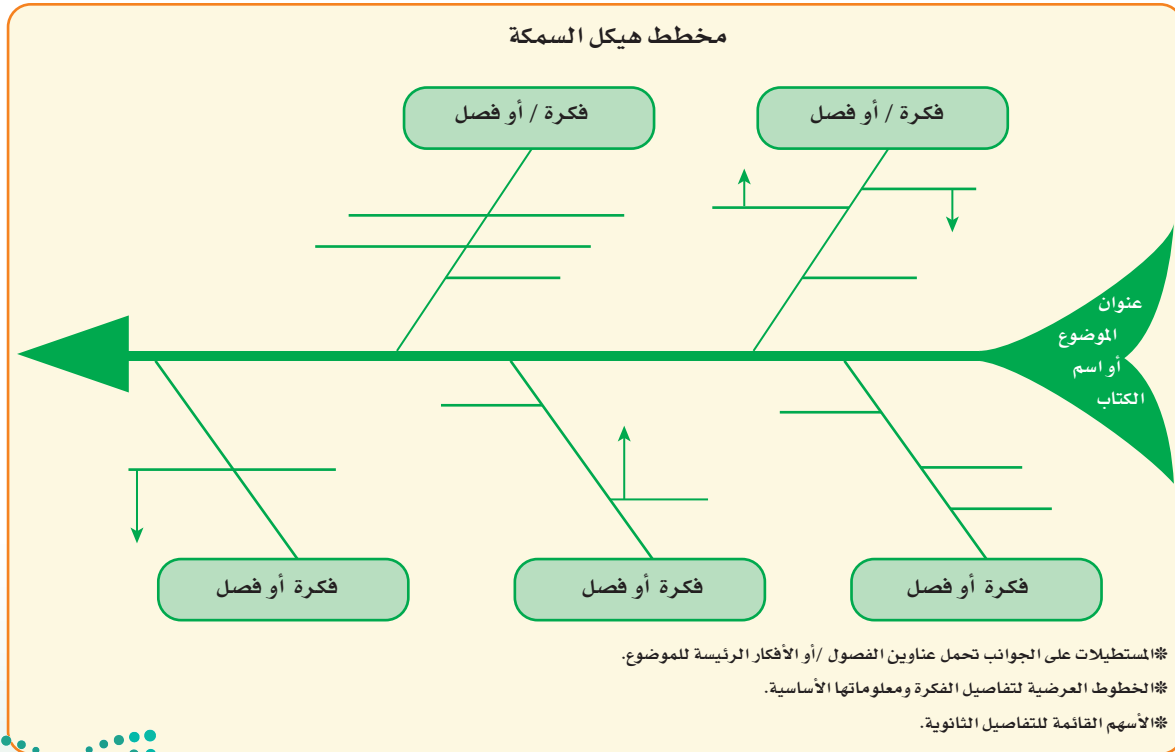 مخطط هيكل السمكة
فكرة / أو فصل
فكرة / أو فصل
عنوان
الموضوع
أو اسم
الكتاب
فكرة أو فصل
فكرة أو فصل
فكرة أو فصل
❊المستطيلات على الجوانب تحمل عناوين الفصول /أو الأفكار الرئيسة للموضوع.
❊الخطوط العرضية لتفاصيل الفكرة ومعلوماتها الأساسية.
❊الأسهم القائمة للتفاصيل الثانوية.